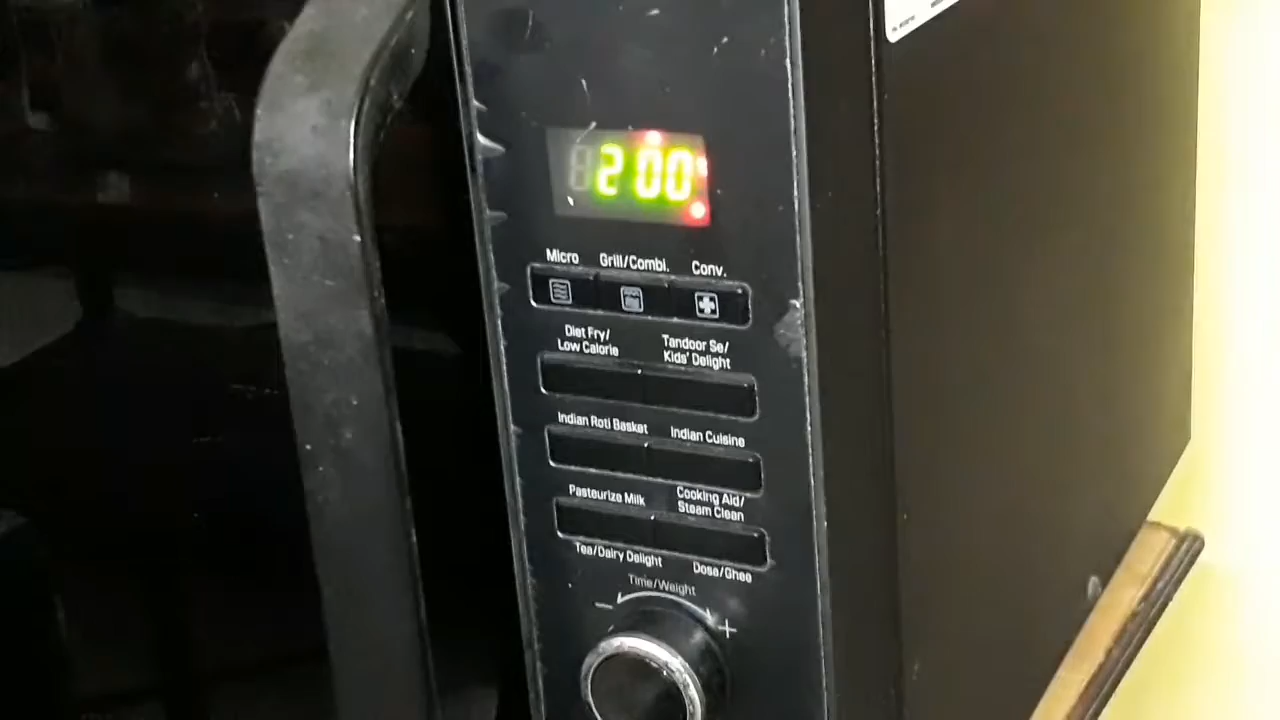 200
Micro Grill/Combi. Conv.
Diet Fry/
Low Calorie
Tandoor Se/
Kids' Delight
Indian Roti Basket Indian Cuisine
Pasteurize Milk
Cooking Aid/
Steam Clean
Tea/Dairy Delight Dosa/Ghee
Time/Weight
− +